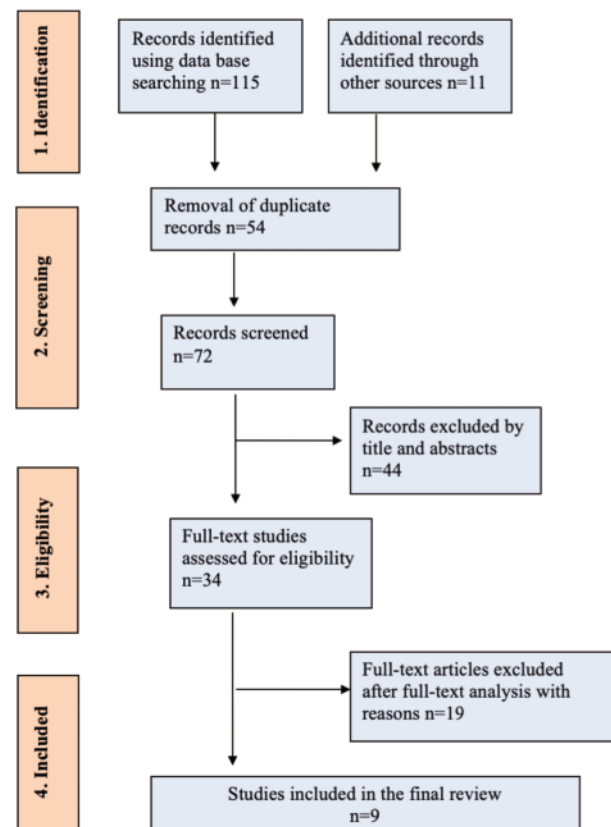 1. Identification
Records identified
using data base
searching n=115
Additional records
identified through
other sources n=11
Removal of duplicate
records n=54
2. Screening
Records screened
n=72
Records excluded by
title and abstracts
n=44
3. Eligibility
Full-text studies
assessed for eligibility
n=34
Full-text articles excluded
after full-text analysis with
reasons n=19
4. Included
Studies included in the final review
n=9